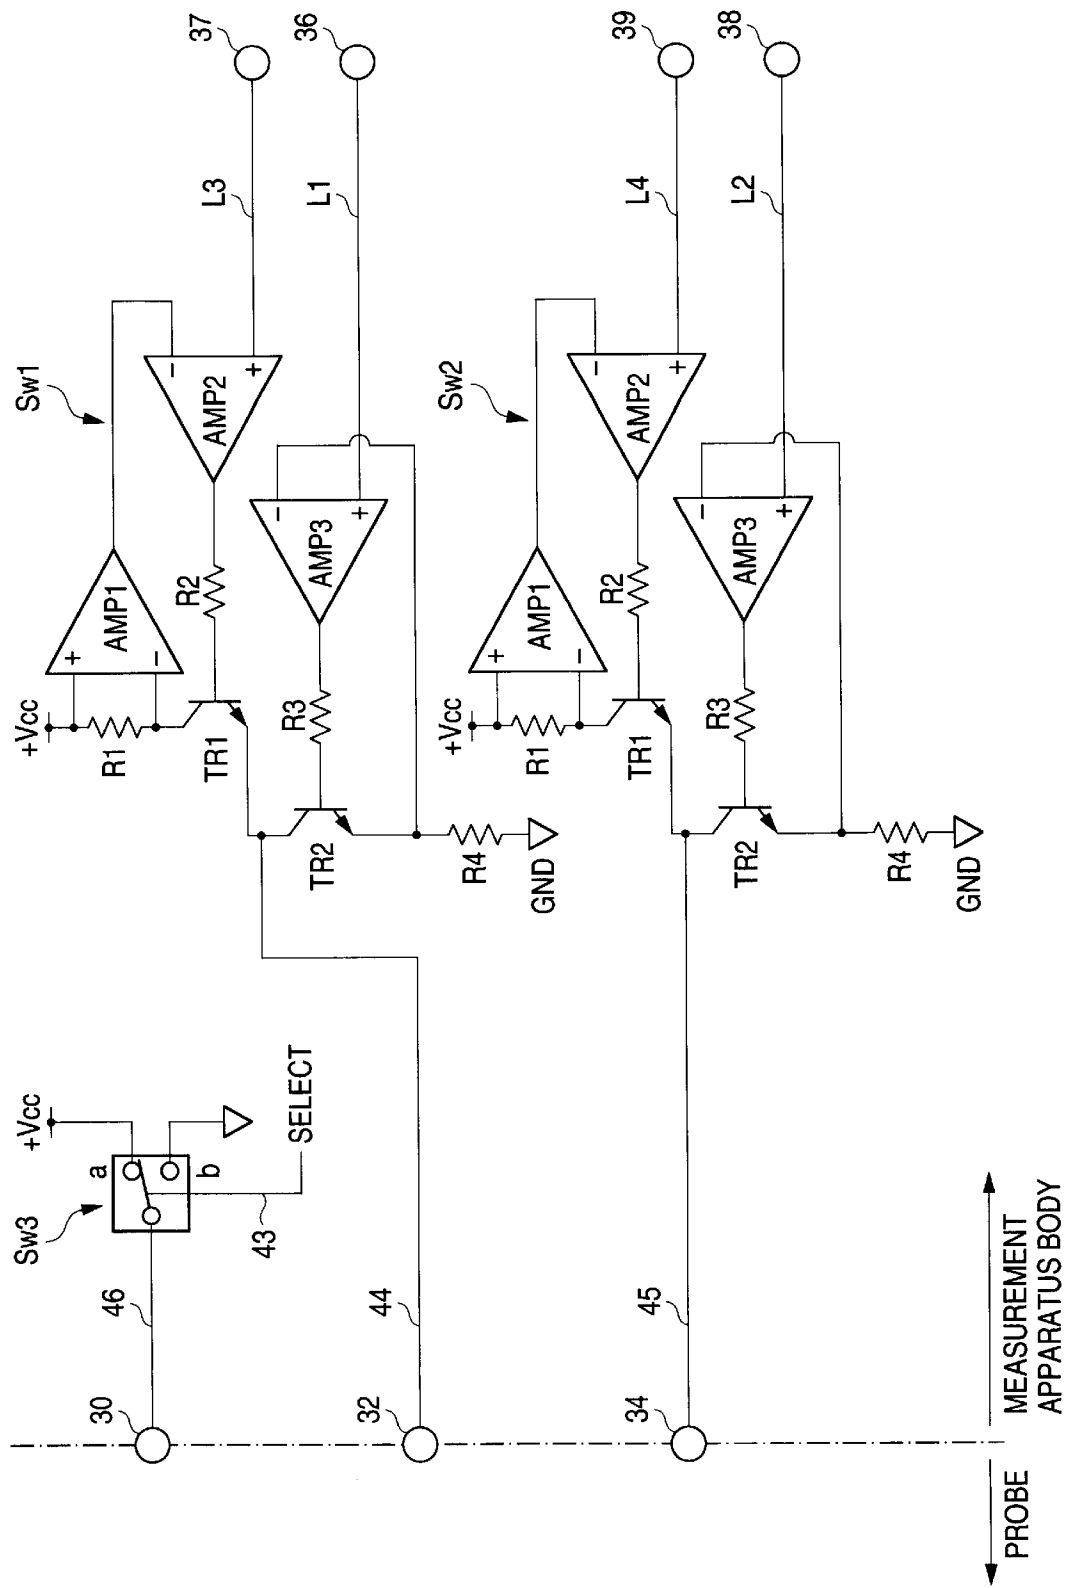 Sw3
+Vcc
a
b
SELECT
43
46
30
44
32
45
34
Sw1
+Vcc
R1
+
−
AMP1
TR1
R2
AMP2
−
+
L3
37
TR2
R3
AMP3
−
+
L1
36
R4
GND
Sw2
+Vcc
R1
+
−
AMP1
TR1
R2
AMP2
−
+
L4
39
TR2
R3
AMP3
−
+
L2
38
R4
GND
PROBE
MEASUREMENT
APPARATUS BODY